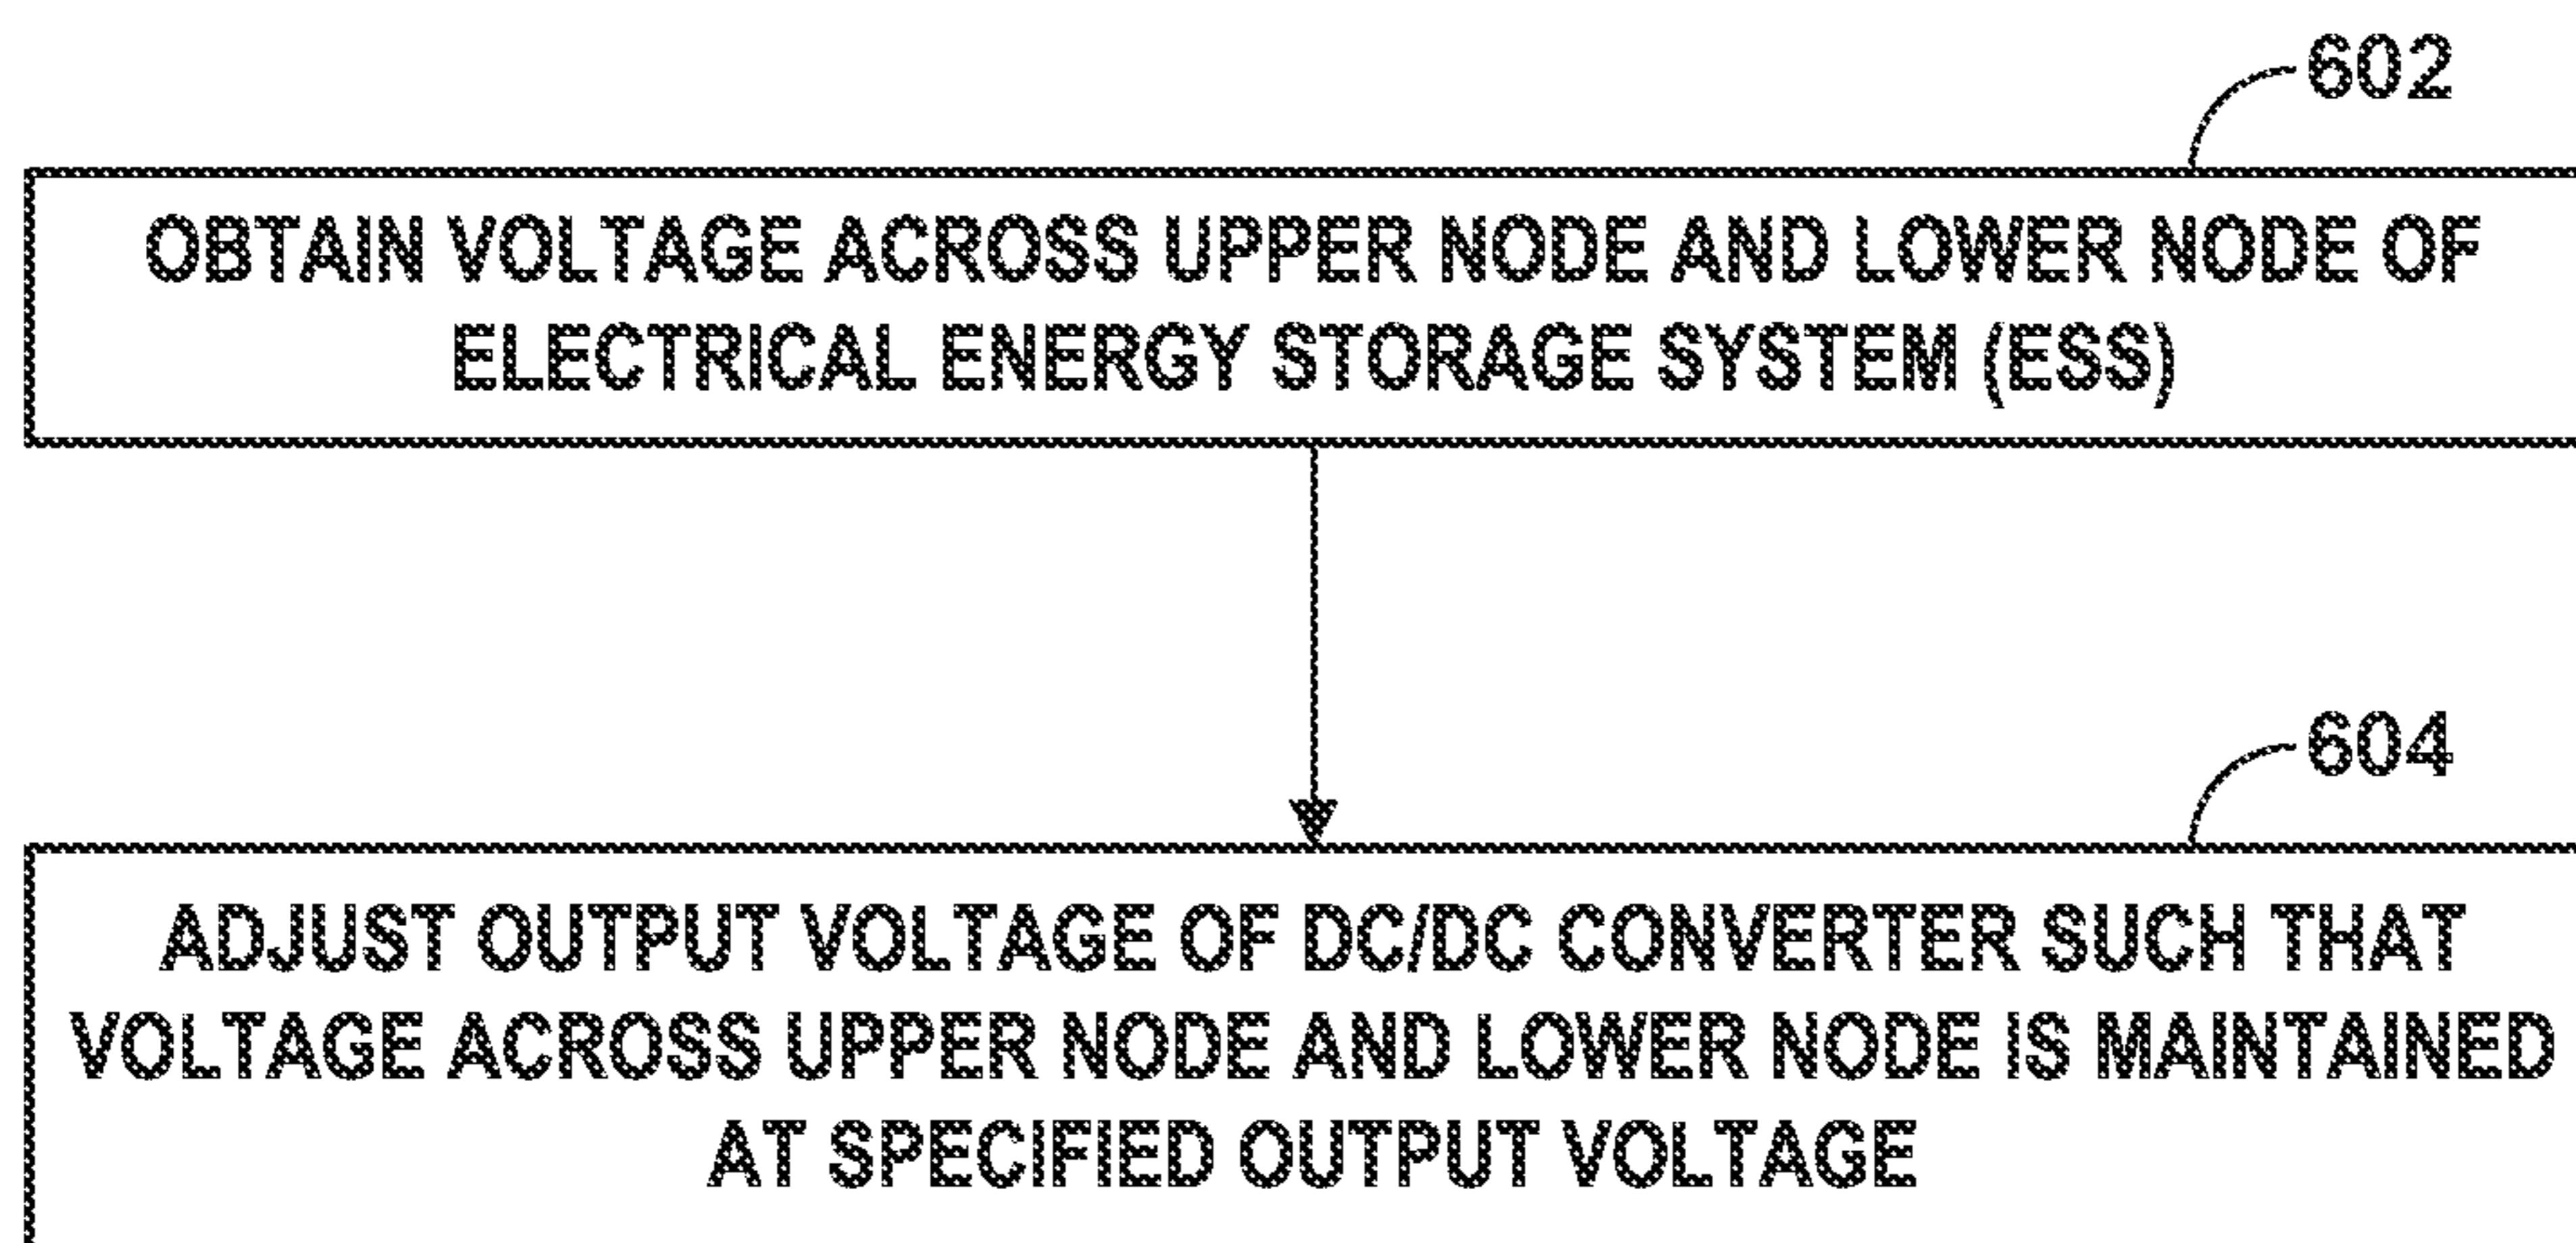 602
OBTAIN VOLTAGE ACROSS UPPER NODE AND LOWER NODE OF
ELECTRICAL ENERGY STORAGE SYSTEM (ESS)
604
ADJUST OUTPUT VOLTAGE OF DC/DC CONVERTER SUCH THAT
VOLTAGE ACROSS UPPER NODE AND LOWER NODE IS MAINTAINED
AT SPECIFIED OUTPUT VOLTAGE